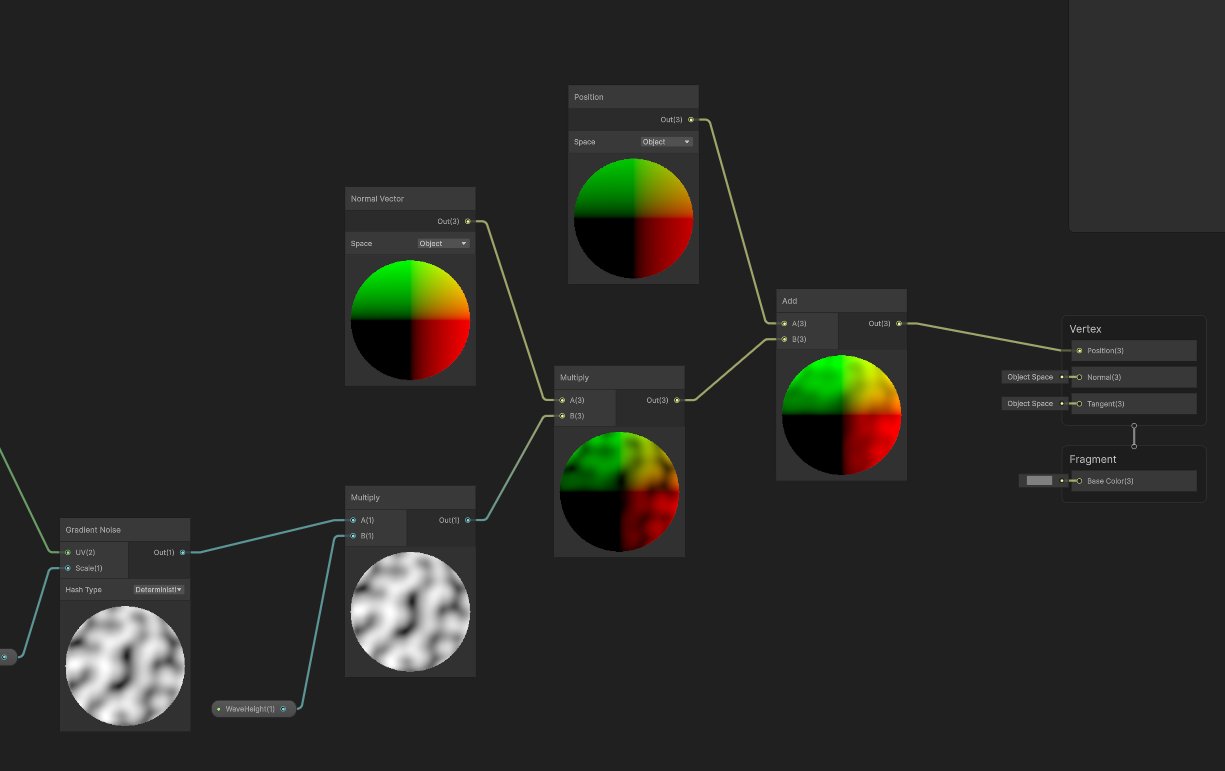 Position
Out(3)
Space Object
Normal Vector
Out(3)
Space Object
Add
A(3) Out(3)
B(3)
Vertex
Position(3)
Object Space Normal(3)
Object Space Tangent(3)
Multiply
A(3) Out(3)
B(3)
Fragment
Base Color(3)
Multiply
A(1) Out(1)
B(1)
Gradient Noise
UV(2) Out(1)
Scale(1)
Hash Type Deterministi
WaveHeight(1)